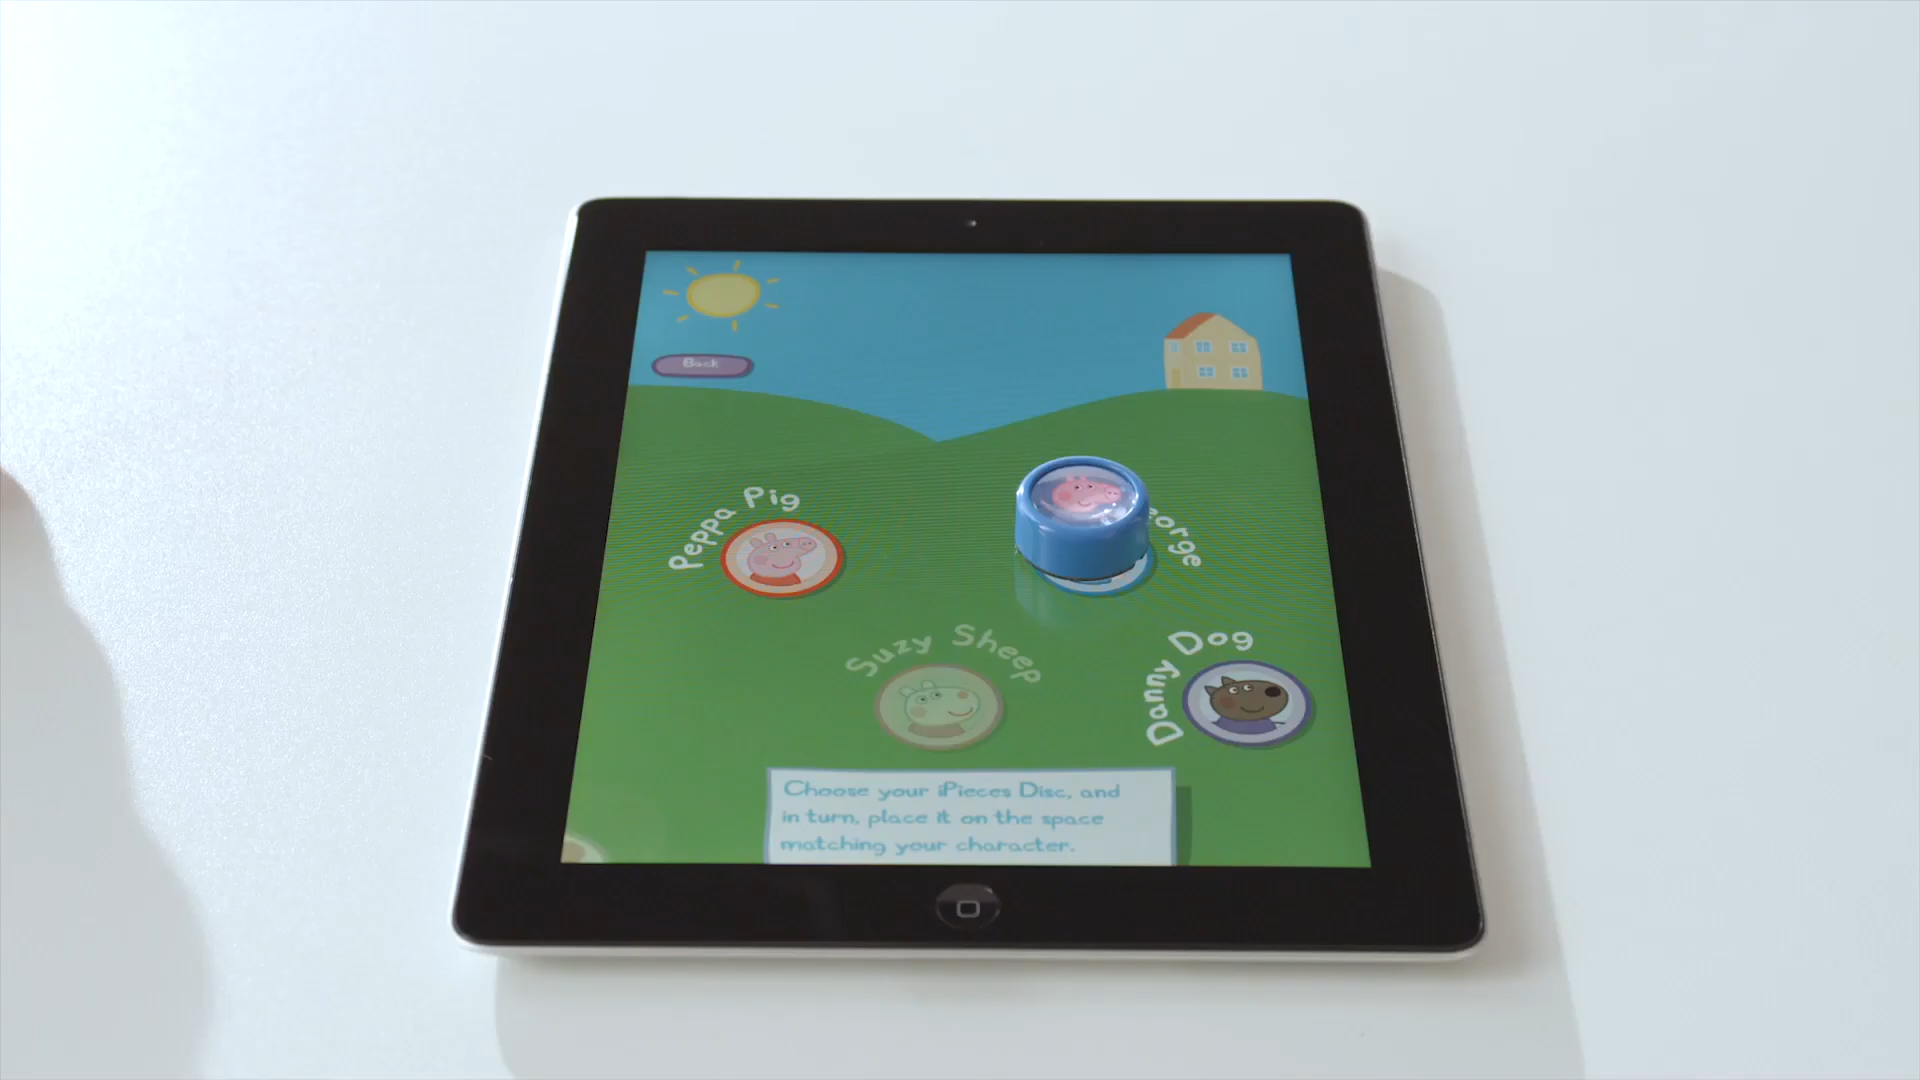 Back
Peppa Pig
orge
Suzy Sheep
Danny Dog
Choose your iPieces Disc, and
in turn, place it on the space
matching your character.